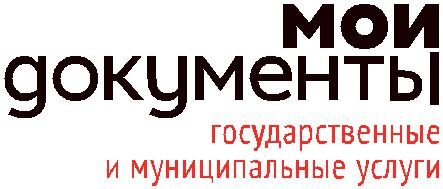 мои
документы
государственные
и муниципальные услуги